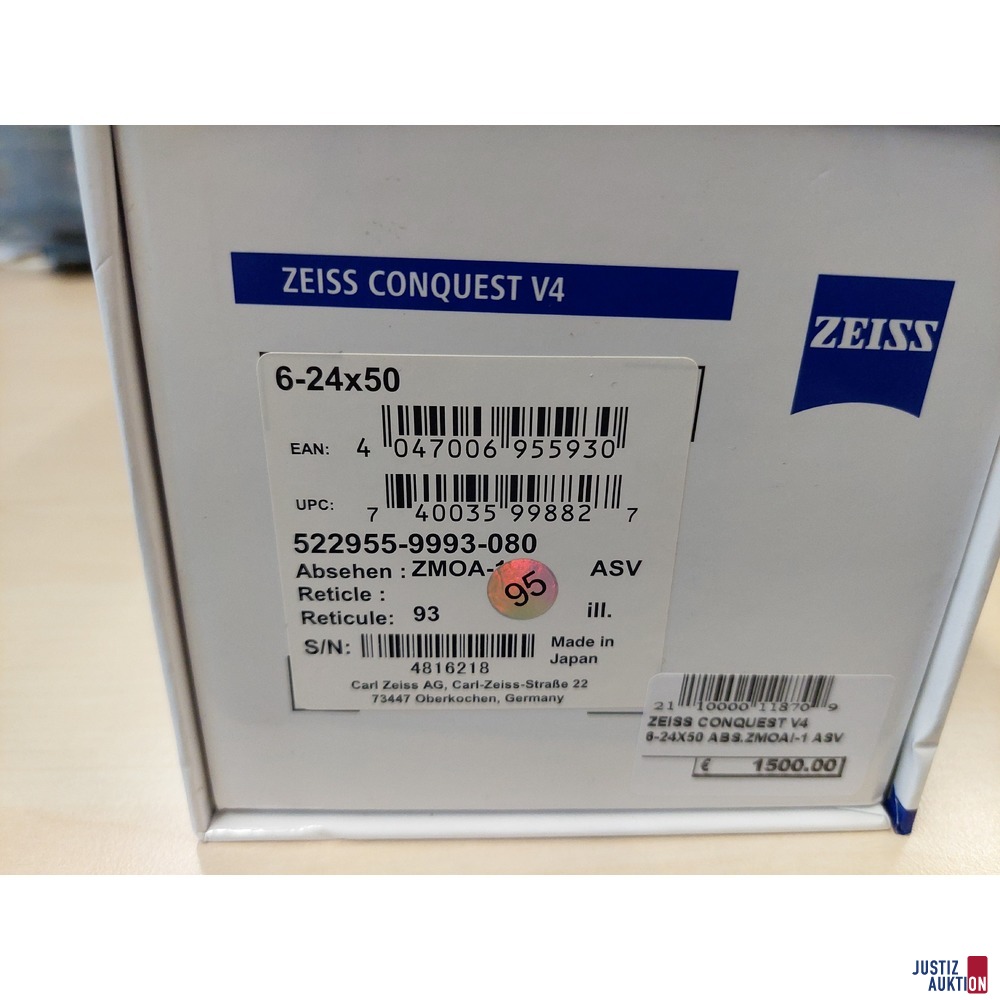 ZEISS CONQUEST V4
ZEISS
6-24x50
EAN: 4 047006 955930
UPC: 7 40035 99882 7
522955-9993-080
Absehen : ZMOA-1 ASV
Reticle :
Reticule: 93 ill.
95
S/N: Made in
Japan
4816218
Carl Zeiss AG, Carl-Zeiss-Straße 22
73447 Oberkochen, Germany
21 10000 11870 9
ZEISS CONQUEST V4
6-24X50 ABS.ZMOAI-1 ASV
€ 1500.00
JUSTIZ
AUKTION